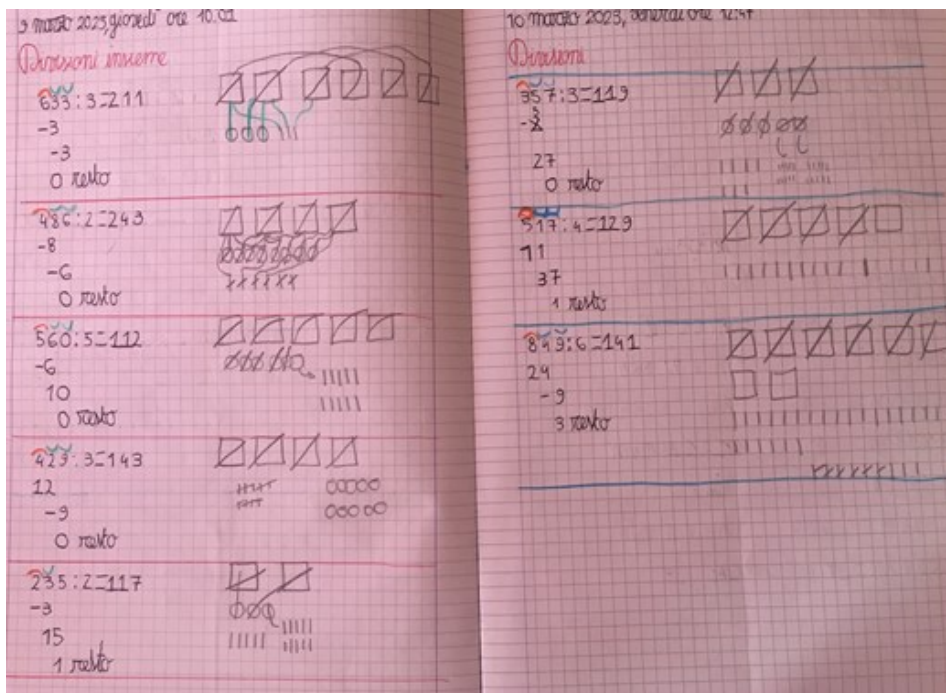 9 marzo 2023, giovedì ore 10.02
Divisioni insieme
633:3=211
-3
-3
0 resto
486:2=243
-8
-6
0 resto
560:5=112
-6
10
0 resto
429:3=143
12
-9
0 resto
235:2=117
-3
15
1 resto
10 marzo 2023, venerdì ore 12:47
Divisioni
357:3=119
27
0 resto
517:4=129
11
37
1 resto
849:6=141
24
-9
3 resto